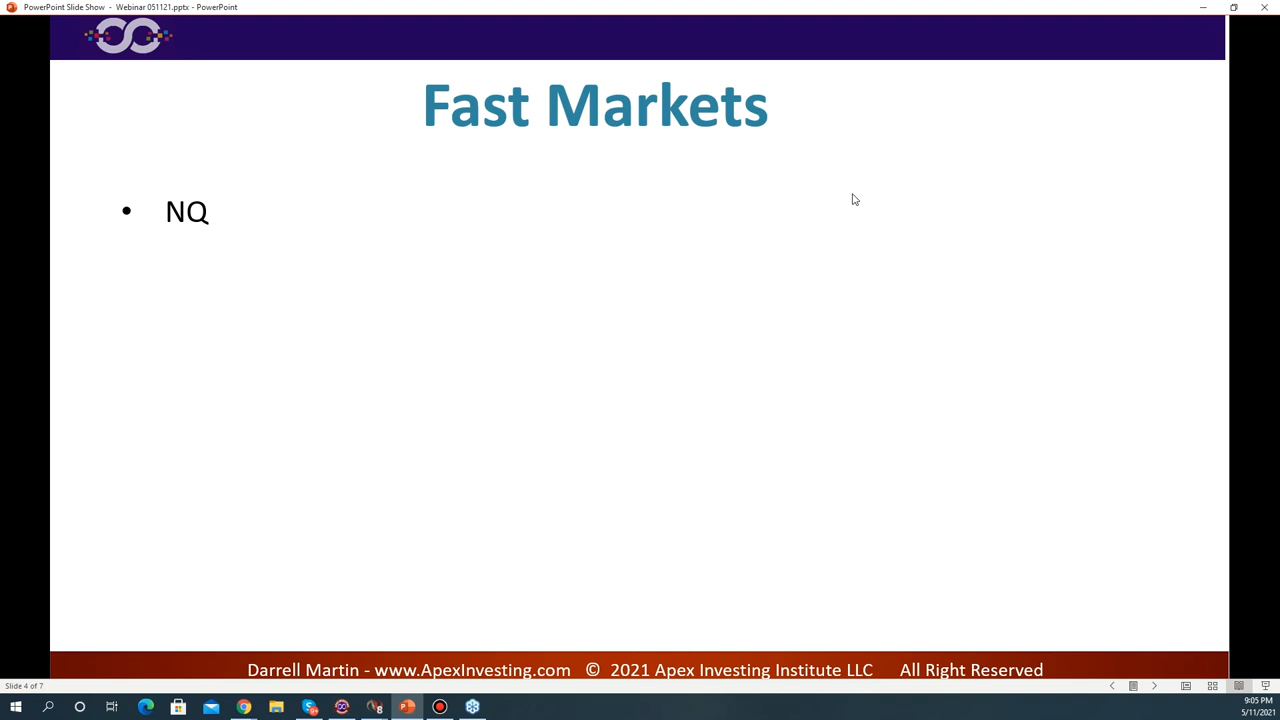 PowerPoint Slide Show - Webinar 051121.pptx - PowerPoint
Fast Markets
• NQ
Darrell Martin - www.ApexInvesting.com © 2021 Apex Investing Institute LLC All Right Reserved
Slide 4 of 7
9:05 PM
5/11/2021